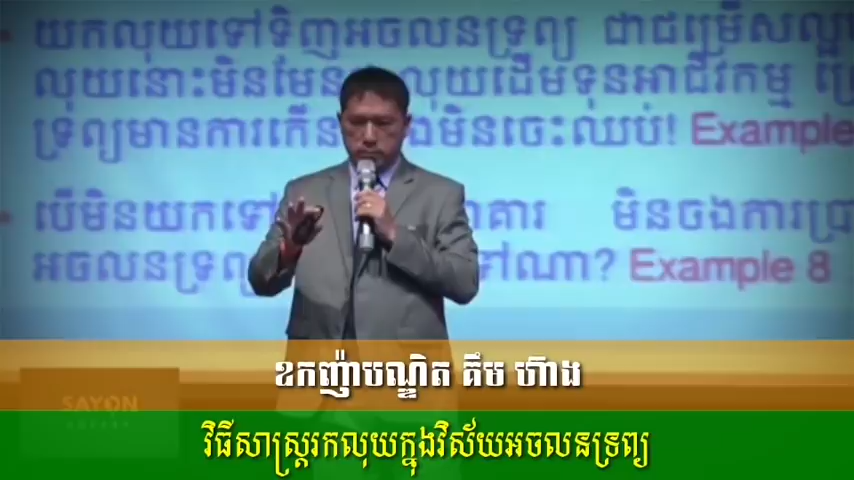 យកលុយទៅទិញអចលនទ្រព្យ ជាជម្រើសល្អ
លុយនោះមិនមែន លុយដើមទុនអាជីវកម្ម
ទ្រព្យមានការកើន ងមិនចេះឈប់! Example
បើមិនយកទៅ គារ មិនចងការប្រា
អចលនទ្រព្យ ទៅណា? Example 8
SAYON
ឧកញ៉ាបណ្ឌិត គឹម ហ៊ាង
វិធីសាស្ត្ររកលុយក្នុងវិស័យអចលនទ្រព្យ